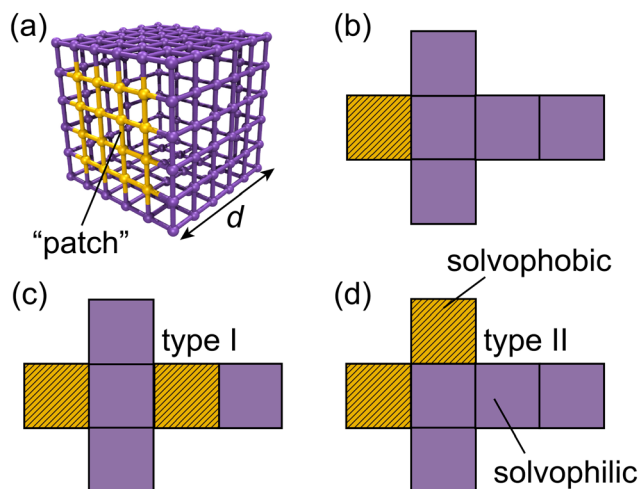 (a)
(b)
“patch”
d
solvophobic
(c)
(d)
type I
type II
solvophilic